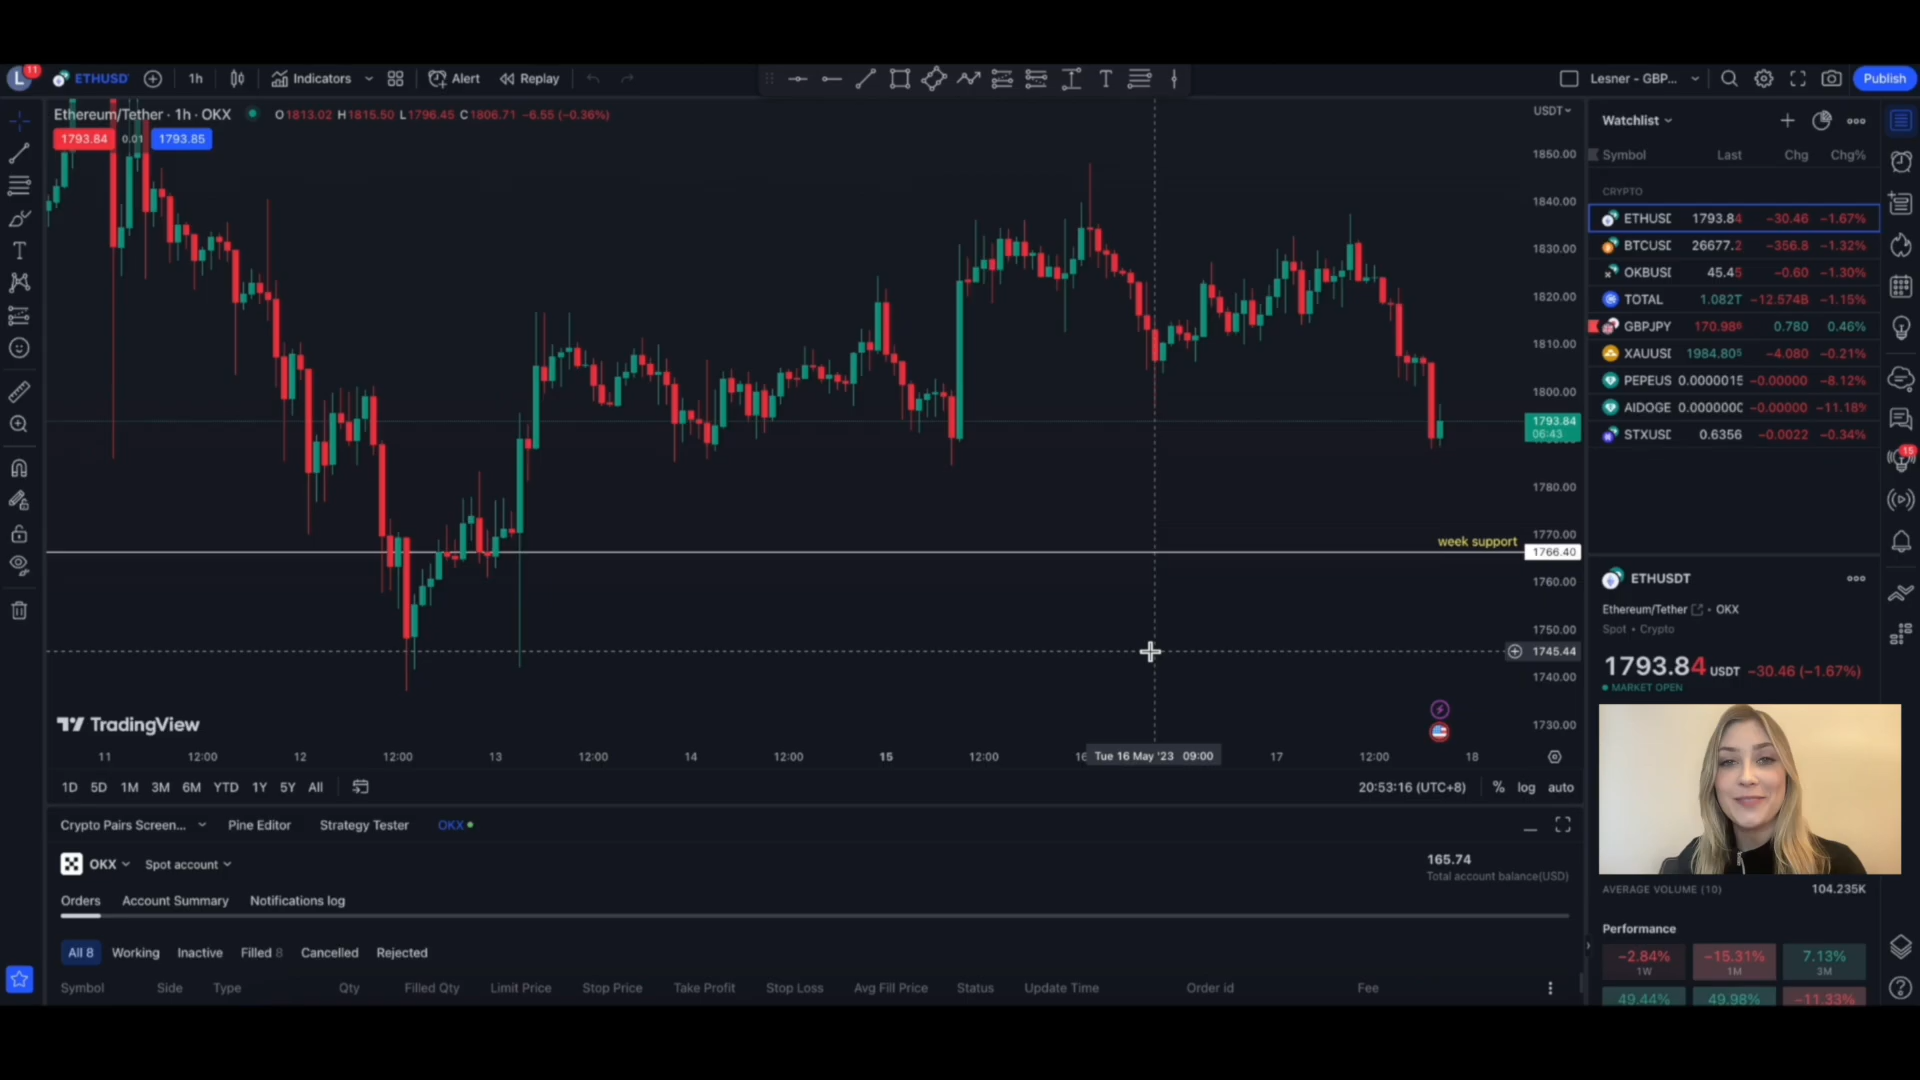 L 11 ETHUSD 1h Indicators Alert Replay Lesner - GBP... Publish
Ethereum/Tether · 1h · OKX O1813.02 H1815.50 L1796.45 C1806.71 −6.55 (−0.36%)
1793.84 0.01 1793.85
USDT
1850.00
1840.00
1830.00
1820.00
1810.00
1800.00
1793.84
06:43
1780.00
1770.00
week support
1766.40
1760.00
1750.00
1745.44
1740.00
1730.00
TradingView
11 12:00 12 12:00 13 12:00 14 12:00 15 12:00 16 Tue 16 May '23 09:00 17 12:00 18
1D 5D 1M 3M 6M YTD 1Y 5Y All
20:53:16 (UTC+8) % log auto
Crypto Pairs Screen... Pine Editor Strategy Tester OKX
OKX Spot account
165.74
Total account balance(USD)
Orders Account Summary Notifications log
All 8 Working Inactive Filled 8 Cancelled Rejected
Symbol Side Type Qty Filled Qty Limit Price Stop Price Take Profit Stop Loss Avg Fill Price Status Update Time Order id Fee
Watchlist
Symbol Last Chg Chg%
CRYPTO
ETHUSD 1793.84 −30.46 −1.67%
BTCUSD 26677.2 −356.8 −1.32%
OKBUSD 45.45 −0.60 −1.30%
TOTAL 1.082T −12.574B −1.15%
GBPJPY 170.986 0.780 0.46%
XAUUSD 1984.805 −4.080 −0.21%
PEPEUS 0.0000015 −0.00000 −8.12%
AIDOGE −0.00000 −11.18%
STXUSD 0.6356 −0.0022 −0.34%
15
ETHUSDT
Ethereum/Tether · OKX
Spot • Crypto
1793.84 USDT −30.46 (−1.67%)
MARKET OPEN
AVERAGE VOLUME (10) 104.235K
Performance
−2.84% −15.31% 7.13%
1W 1M 3M
49.44% 49.98% −11.33%